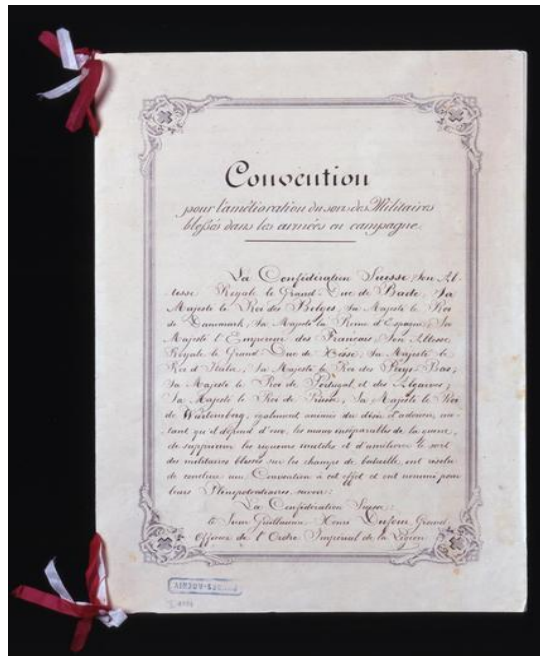 Convention
pour l'amélioration du sort des Militaires
blessés dans les armées en campagne.
La Confédération Suisse, Son Al-
tesse Royale le Grand-Duc de Bade, Sa
Majesté le Roi des Belges, Sa Majesté le Roi
de Danemark, Sa Majesté la Reine d'Espagne, Sa
Majesté l'Empereur des Français, Son Altesse
Royale le Grand-Duc de Hesse, Sa Majesté le
Roi d'Italie, Sa Majesté le Roi des Pays-Bas,
Sa Majesté le Roi de Portugal et des Algarves,
Sa Majesté le Roi de Prusse, Sa Majesté le Roi
de Wurtemberg, également animés du désir d'adoucir, au-
tant qu'il dépend d'eux, les maux inséparables de la guerre,
de supprimer les rigueurs inutiles et d'améliorer le sort
des militaires blessés sur les champs de bataille, ont résolu
de conclure une Convention à cet effet et ont nommé pour
leurs Plénipotentiaires, savoir:
La Confédération Suisse:
le Sieur Guillaume Henri Dufour, Grand
Officier de l'Ordre Impérial de la Légion